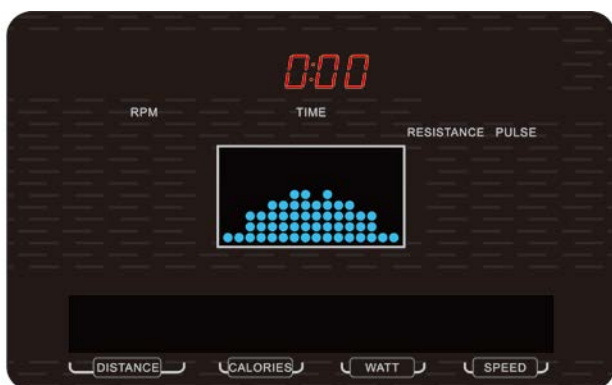 0:00
RPM TIME
RESISTANCE PULSE
DISTANCE CALORIES WATT SPEED